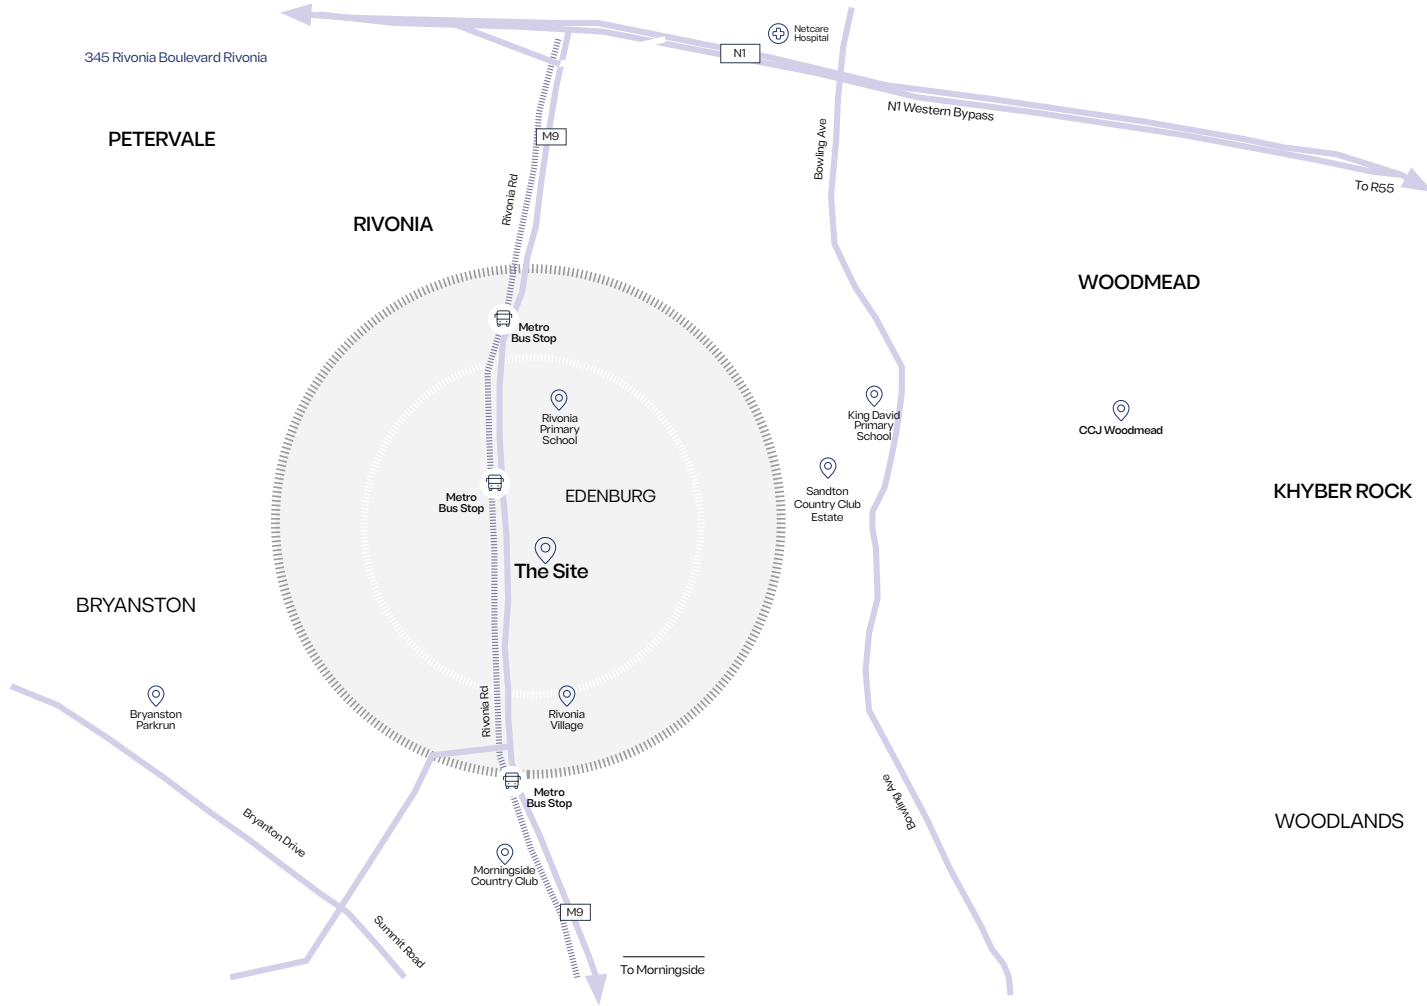 Netcare
Hospital
N1
345 Rivonia Boulevard Rivonia
N1 Western Bypass
PETERVALE
M9
Bowling Ave
To R55
Rivonia Rd
RIVONIA
WOODMEAD
Metro
Bus Stop
Rivonia
Primary
School
King David
Primary
School
CCJ Woodmead
Metro
Bus Stop
EDENBURG
Sandton
Country Club
Estate
KHYBER ROCK
The Site
BRYANSTON
Bryanston
Parkrun
Rivonia Rd
Rivonia
Village
Metro
Bus Stop
Bowling Ave
WOODLANDS
Bryanton Drive
Morningside
Country Club
M9
Summit Road
To Morningside